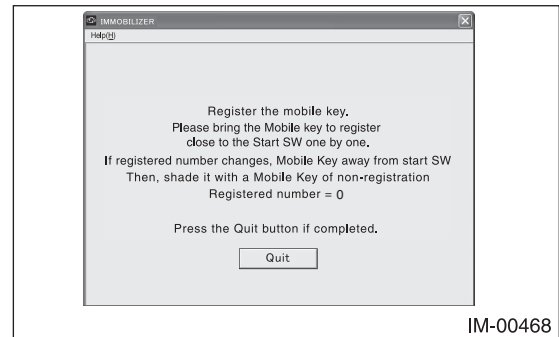 IMMOBILIZER
Help(H)
Register the mobile key.
Please bring the Mobile key to register
close to the Start SW one by one.
If registered number changes, Mobile Key away from start SW
Then, shade it with a Mobile Key of non-registration
Registered number = 0
Press the Quit button if completed.
Quit
IM-00468